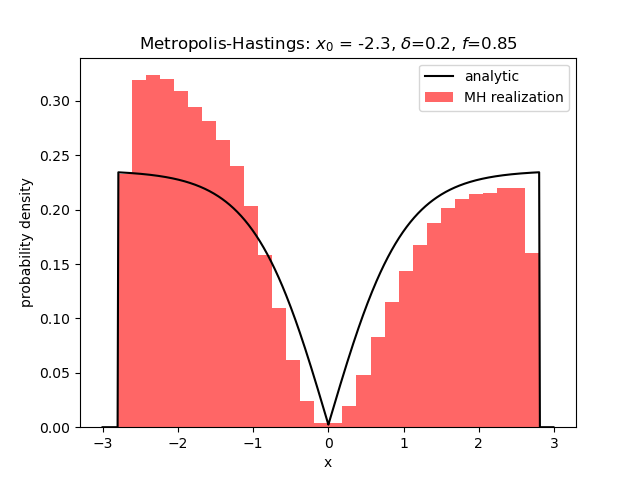 Metropolis-Hastings: x₀ = -2.3, δ=0.2, f=0.85
analytic
MH realization
probability density
0.30
0.25
0.20
0.15
0.10
0.05
0.00
−3 −2 −1 0 1 2 3
x